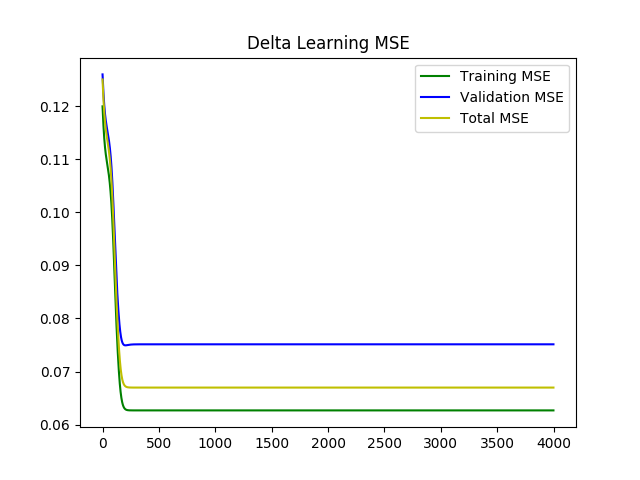 Delta Learning MSE
Training MSE
Validation MSE
Total MSE
0.12
0.11
0.10
0.09
0.08
0.07
0.06
0 500 1000 1500 2000 2500 3000 3500 4000